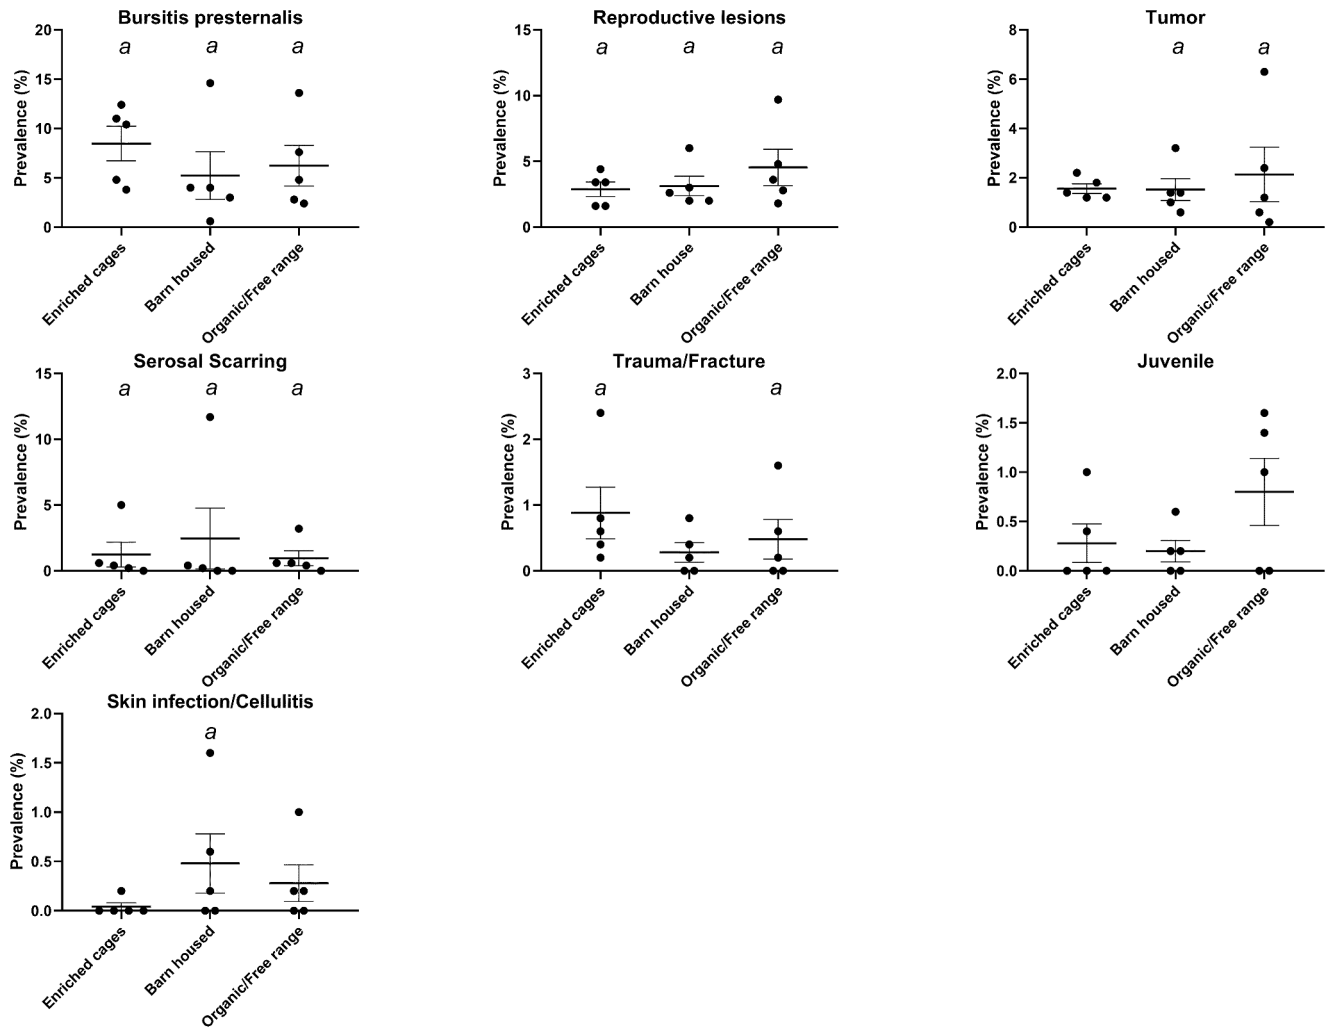 Bursitis presternalis
a a a
Prevalence (%)
20
15
10
5
0
Enriched cages
Barn housed
Organic/Free range
Reproductive lesions
a a a
Prevalence (%)
15
10
5
0
Enriched cages
Barn house
Organic/Free range
Tumor
a a
Prevalence (%)
8
6
4
2
0
Enriched cages
Barn housed
Organic/Free range
Serosal Scarring
a a a
Prevalence (%)
15
10
5
0
Enriched cages
Barn housed
Organic/Free range
Trauma/Fracture
a a
Prevalence (%)
3
2
1
0
Enriched cages
Barn housed
Organic/Free range
Juvenile
Prevalence (%)
2.0
1.5
1.0
0.5
0.0
Enriched cages
Barn housed
Organic/Free range
Skin infection/Cellulitis
a
Prevalence (%)
2.0
1.5
1.0
0.5
0.0
Enriched cages
Barn housed
Organic/Free range